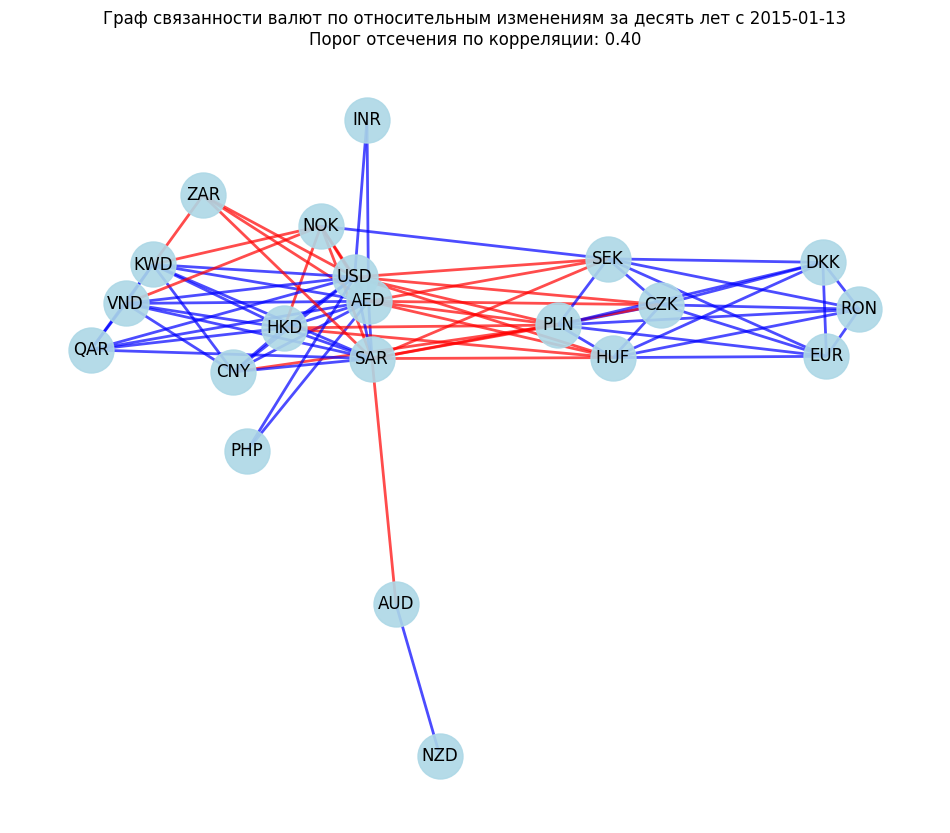 Граф связанности валют по относительным изменениям за десять лет с 2015-01-13
Порог отсечения по корреляции: 0.40
INR
ZAR
NOK
KWD
USD
SEK
DKK
VND
AED
CZK
RON
HKD
PLN
QAR
CNY
SAR
HUF
EUR
PHP
AUD
NZD